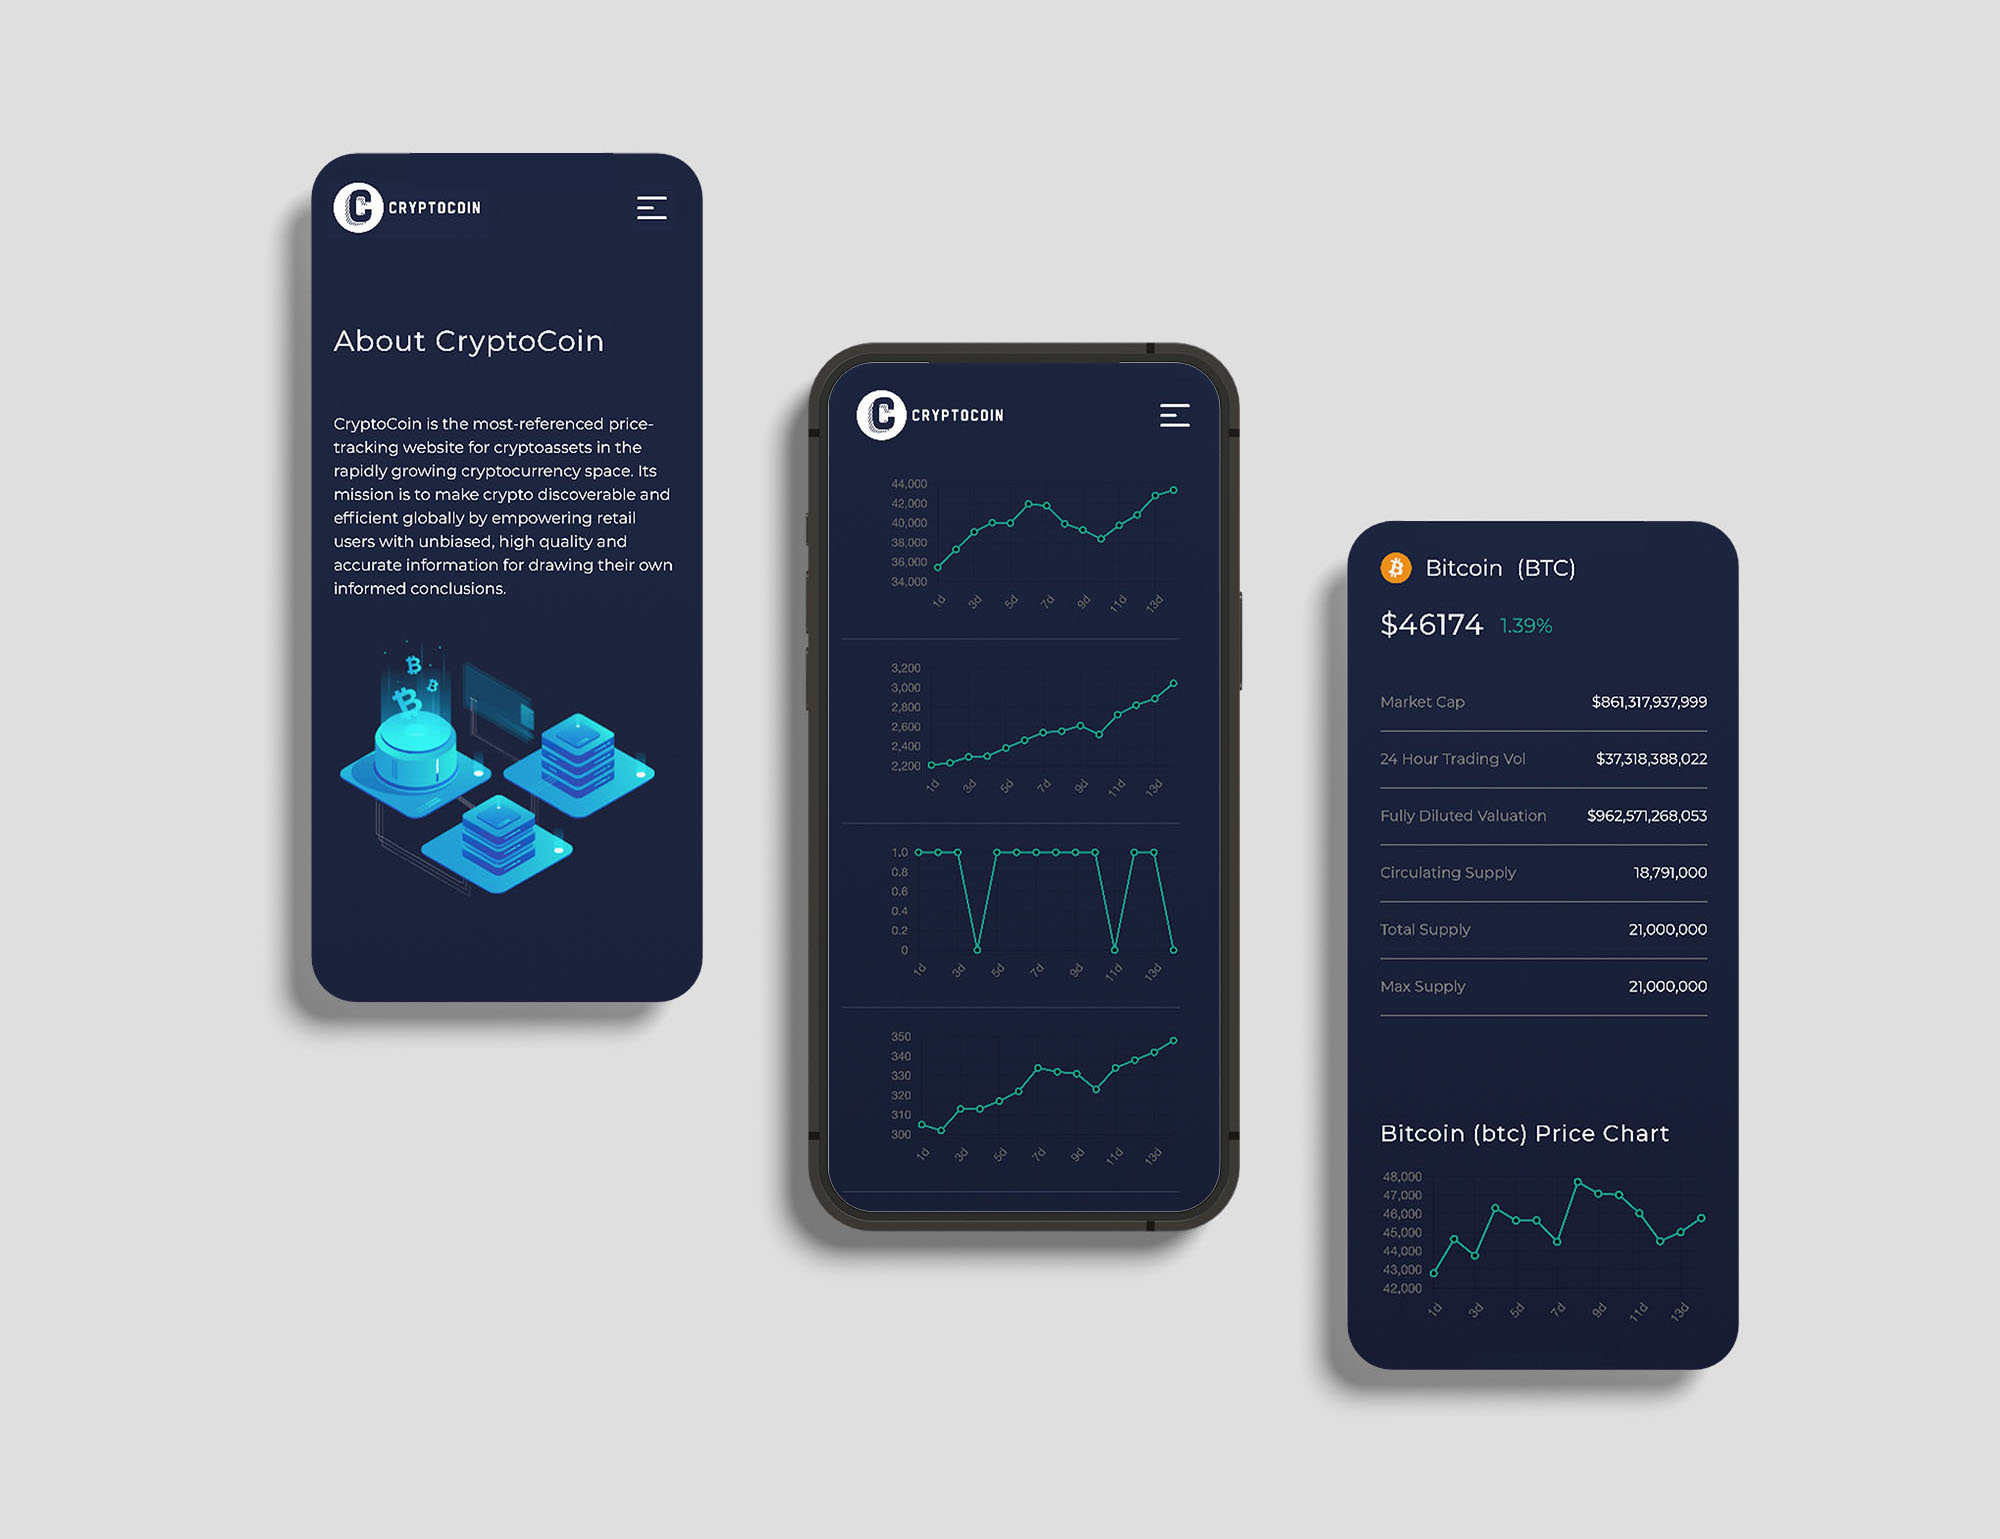 CRYPTOCOIN
About CryptoCoin
CryptoCoin is the most-referenced price-
tracking website for cryptoassets in the
rapidly growing cryptocurrency space. Its
mission is to make crypto discoverable and
efficient globally by empowering retail
users with unbiased, high quality and
accurate information for drawing their own
informed conclusions.
CRYPTOCOIN
44,000
42,000
40,000
38,000
36,000
34,000
1d 3d 5d 7d 9d 11d 13d
3,200
3,000
2,800
2,600
2,400
2,200
1d 3d 5d 7d 9d 11d 13d
1.0
0.8
0.6
0.4
0.2
0
1d 3d 5d 7d 9d 11d 13d
350
340
330
320
310
300
1d 3d 5d 7d 9d 11d 13d
Bitcoin (BTC)
$46174 1.39%
Market Cap $861,317,937,999
24 Hour Trading Vol $37,318,388,022
Fully Diluted Valuation $962,571,268,053
Circulating Supply 18,791,000
Total Supply 21,000,000
Max Supply 21,000,000
Bitcoin (btc) Price Chart
48,000
47,000
46,000
45,000
44,000
43,000
42,000
1d 3d 5d 7d 9d 11d 13d